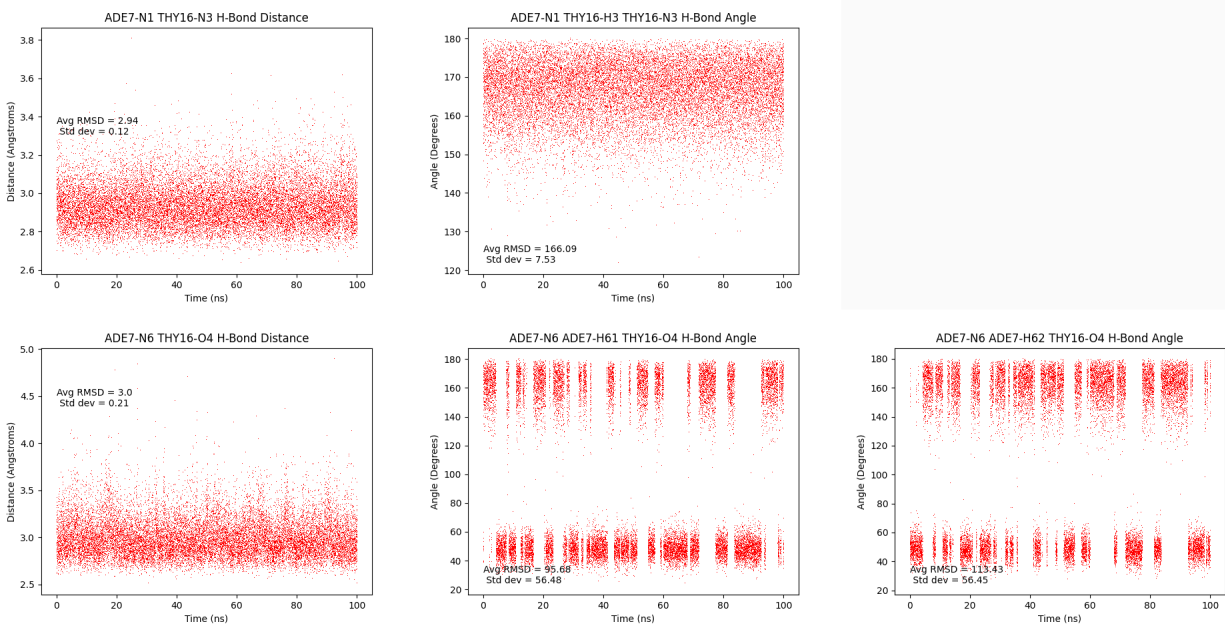 ADE7-N1 THY16-N3 H-Bond Distance
3.8
3.6
3.4
3.2
3.0
2.8
2.6
Distance (Angstroms)
Avg RMSD = 2.94
Std dev = 0.12
0 20 40 60 80 100
Time (ns)
ADE7-N1 THY16-H3 THY16-N3 H-Bond Angle
180
170
160
150
140
130
120
Angle (Degrees)
Avg RMSD = 166.09
Std dev = 7.53
0 20 40 60 80 100
Time (ns)
ADE7-N6 THY16-O4 H-Bond Distance
5.0
4.5
4.0
3.5
3.0
2.5
Distance (Angstroms)
Avg RMSD = 3.0
Std dev = 0.21
0 20 40 60 80 100
Time (ns)
ADE7-N6 ADE7-H61 THY16-O4 H-Bond Angle
180
160
140
120
100
80
60
40
20
Angle (Degrees)
Avg RMSD = 95.68
Std dev = 56.48
0 20 40 60 80 100
Time (ns)
ADE7-N6 ADE7-H62 THY16-O4 H-Bond Angle
180
160
140
120
100
80
60
40
20
Angle (Degrees)
Avg RMSD = 113.43
Std dev = 56.45
0 20 40 60 80 100
Time (ns)